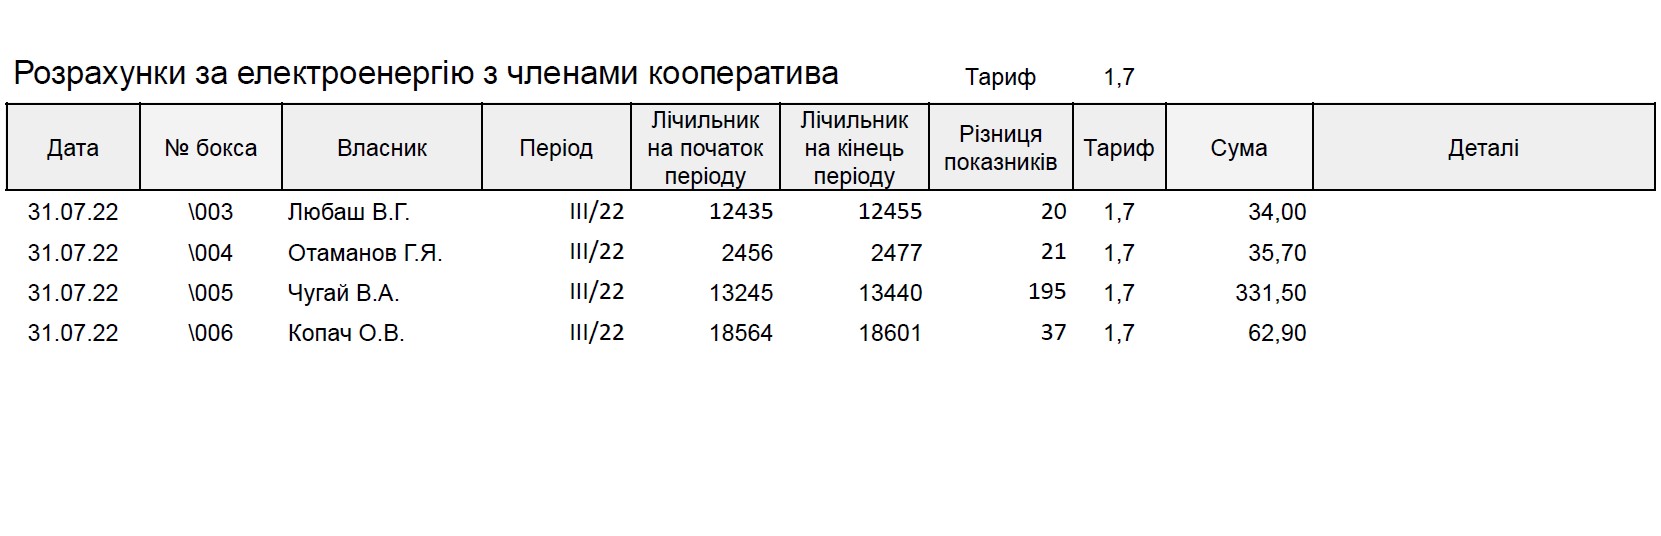 Розрахунки за електроенергію з членами кооператива Тариф 1,7
Дата № бокса Власник Період Лічильник на початок періоду Лічильник на кінець періоду Різниця показників Тариф Сума Деталі
31.07.22 \003 Любаш В.Г. III/22 12435 12455 20 1,7 34,00
31.07.22 \004 Отаманов Г.Я. III/22 2456 2477 21 1,7 35,70
31.07.22 \005 Чугай В.А. III/22 13245 13440 195 1,7 331,50
31.07.22 \006 Копач О.В. III/22 18564 18601 37 1,7 62,90